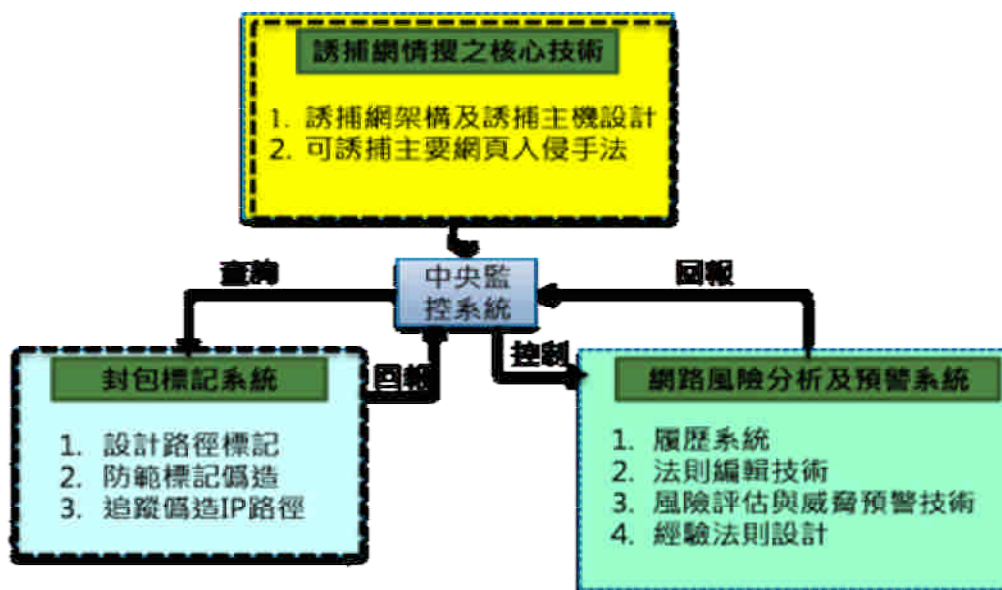 誘捕網情搜之核心技術
1. 誘捕網架構及誘捕主機設計
2. 可誘捕主要網頁入侵手法
查詢
中央監
控系統
回報
封包標記系統
1. 設計路徑標記
2. 防範標記偽造
3. 追蹤偽造IP路徑
回報
控制
網路風險分析及預警系統
1. 履歷系統
2. 法則編輯技術
3. 風險評估與威脅預警技術
4. 經驗法則設計